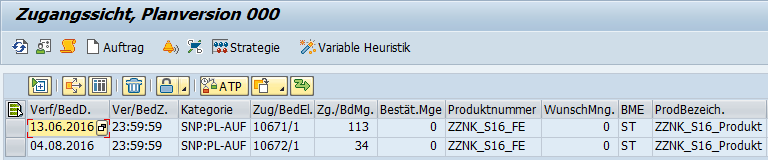 Zugangssicht, Planversion 000
Auftrag Strategie Variable Heuristik
ATP
Verf/BedD. Ver/BedZ. Kategorie Zug/BedEl. Zg./BdMg. Bestät.Mge Produktnummer WunschMng. BME ProdBezeich.
13.06.2016 23:59:59 SNP:PL-AUF 10671/1 113 0 ZZNK_S16_FE 0 ST ZZNK_S16_Produkt
04.08.2016 23:59:59 SNP:PL-AUF 10672/1 34 0 ZZNK_S16_FE 0 ST ZZNK_S16_Produkt